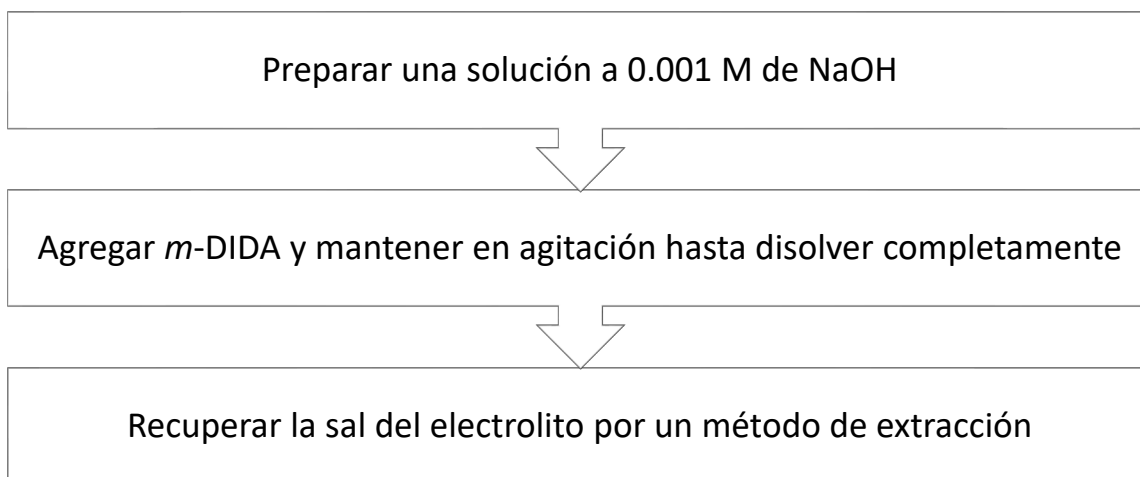 Preparar una solución a 0.001 M de NaOH
Agregar m-DIDA y mantener en agitación hasta disolver completamente
Recuperar la sal del electrolito por un método de extracción